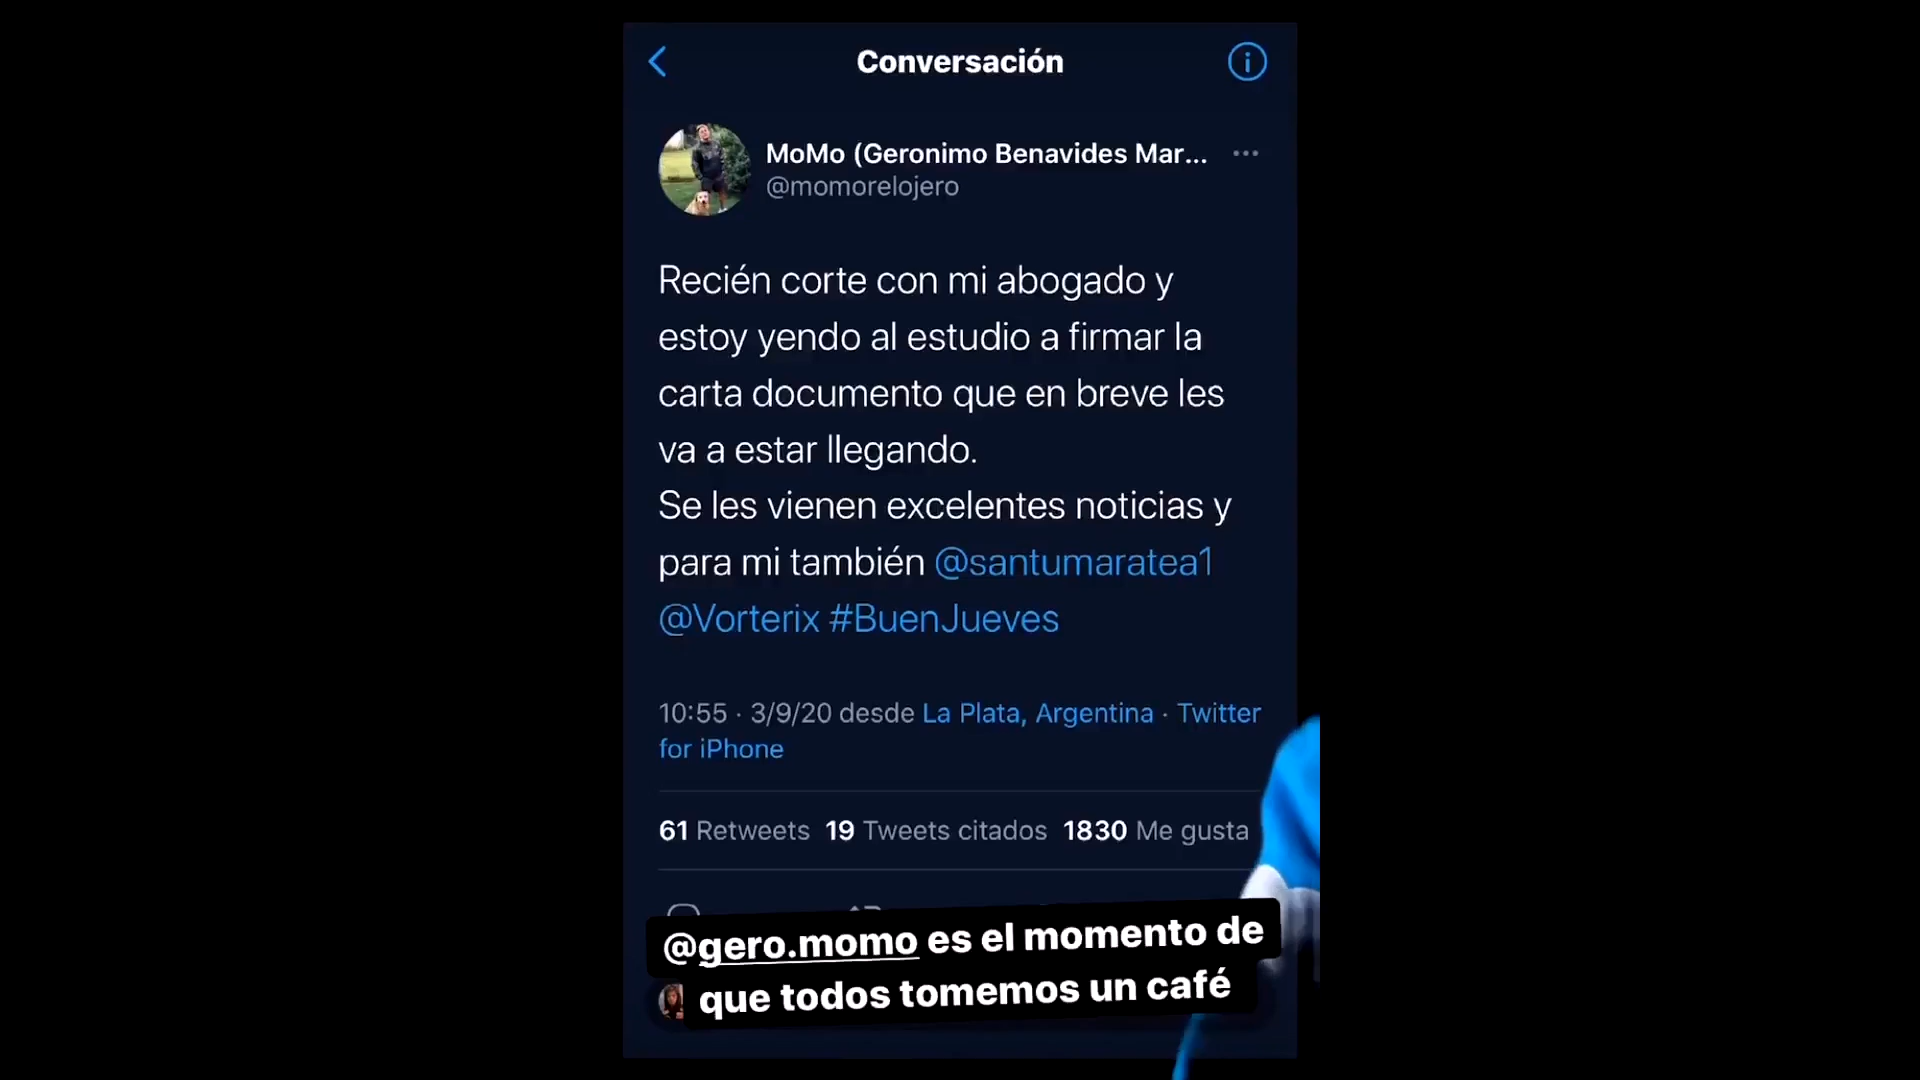 Conversación
MoMo (Geronimo Benavides Mar...
@momorelojero
Recién corte con mi abogado y
estoy yendo al estudio a firmar la
carta documento que en breve les
va a estar llegando.
Se les vienen excelentes noticias y
para mi también @santumaratea1
@Vorterix #BuenJueves
10:55 · 3/9/20 desde La Plata, Argentina · Twitter
for iPhone
61 Retweets 19 Tweets citados 1830 Me gusta
@gero.momo es el momento de
que todos tomemos un café